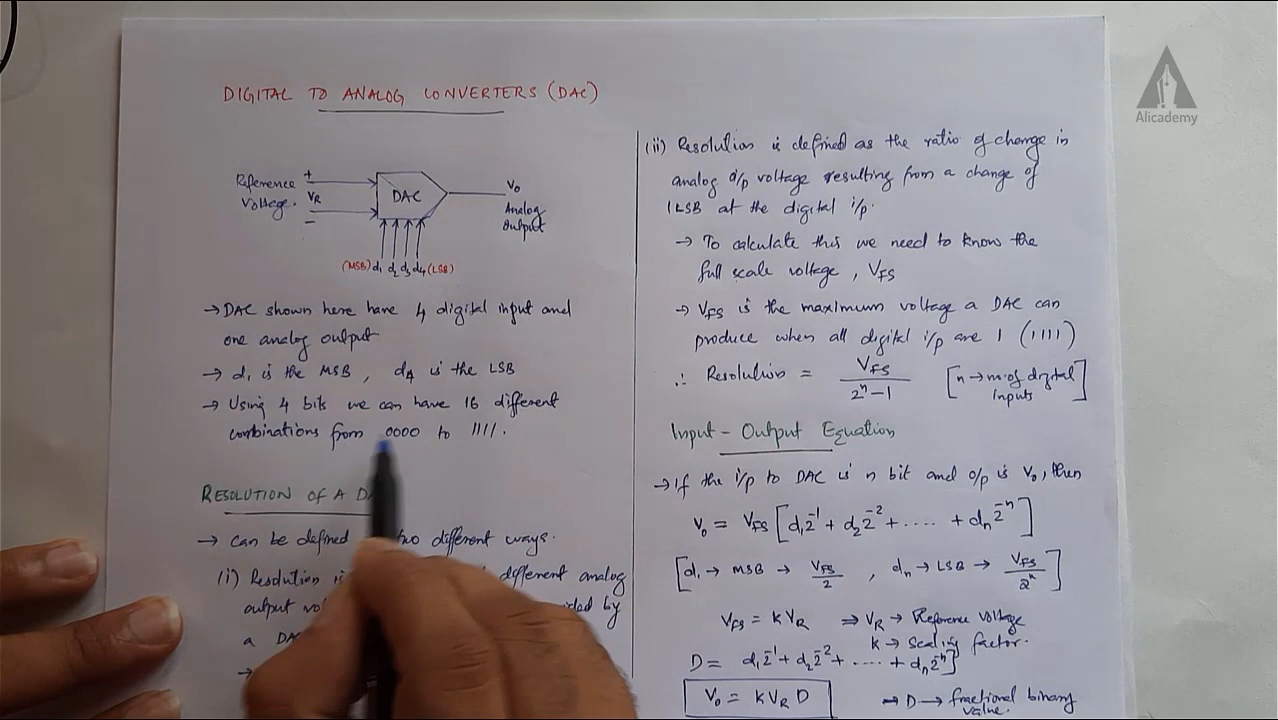 DIGITAL TO ANALOG CONVERTERS (DAC)
Reference
Voltage.
+
VR
−
DAC
Vo
Analog
Output
(MSB) d1 d2 d3 d4 (LSB)
→ DAC shown here have 4 digital input and
one analog output
→ d1 is the MSB , d4 is the LSB
→ Using 4 bits we can have 16 different
combinations from 0000 to 1111.
RESOLUTION OF A
→ can be defined two different ways.
(i) Resolution different analog
output
a
→
(ii) Resolution is defined as the ratio of change in
analog o/p voltage resulting from a change of
1LSB at the digital i/p.
→ To calculate this we need to know the
full scale voltage , VFS
→ VFS is the maximum voltage a DAC can
produce when all digital i/p are 1 (1111)
∴ Resolution = VFS / 2ⁿ−1 [n → no. of digital
inputs]
Input - Output Equation
→ If the i/p to DAC is n bit and o/p is Vo, then
Vo = VFS [d1 2⁻¹ + d2 2⁻² + .... + dn 2⁻ⁿ]
[d1 → MSB → VFS/2 , dn → LSB → VFS/2ⁿ]
VFS = KVR ⇒ VR → Reference voltage
K → Scaling factor.
D = d1 2⁻¹ + d2 2⁻² + .... + dn 2⁻ⁿ]
Vo = KVR D → D → fractional binary
value.
Alicademy